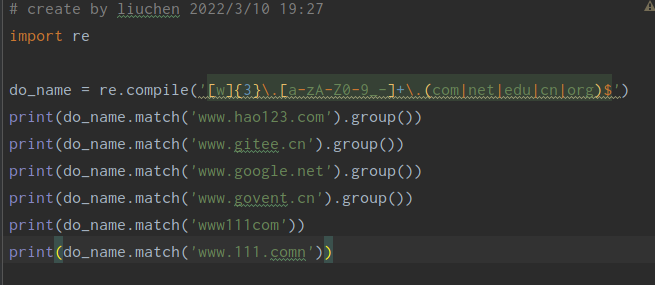 # create by liuchen 2022/3/10 19:27
import re
do_name = re.compile('[w]{3}\.[a-zA-Z0-9_-]+\.(com|net|edu|cn|org)$')
print(do_name.match('www.hao123.com').group())
print(do_name.match('www.gitee.cn').group())
print(do_name.match('www.google.net').group())
print(do_name.match('www.govent.cn').group())
print(do_name.match('www111com'))
print(do_name.match('www.111.comn'))